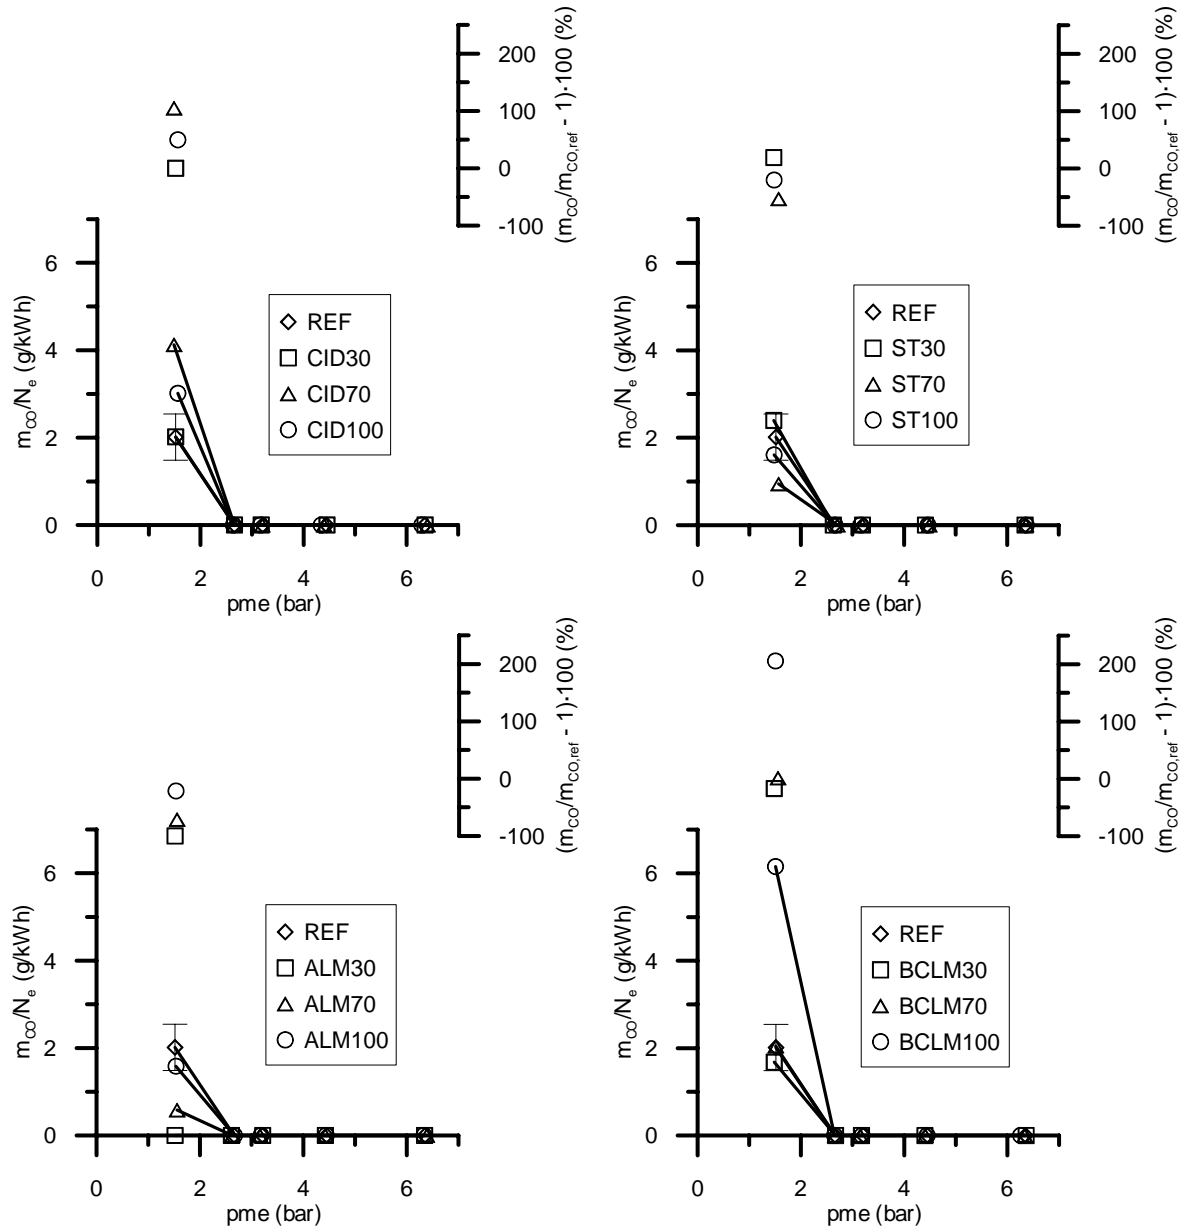 200
100
0
-100
(m_CO/m_CO,ref - 1)·100 (%)
6
4
2
0
m_CO/N_e (g/kWh)
REF
CID30
CID70
CID100
0 2 4 6
pme (bar)
200
100
0
-100
(m_CO/m_CO,ref - 1)·100 (%)
6
4
2
0
m_CO/N_e (g/kWh)
REF
ST30
ST70
ST100
0 2 4 6
pme (bar)
200
100
0
-100
(m_CO/m_CO,ref - 1)·100 (%)
6
4
2
0
m_CO/N_e (g/kWh)
REF
ALM30
ALM70
ALM100
0 2 4 6
pme (bar)
200
100
0
-100
(m_CO/m_CO,ref - 1)·100 (%)
6
4
2
0
m_CO/N_e (g/kWh)
REF
BCLM30
BCLM70
BCLM100
0 2 4 6
pme (bar)